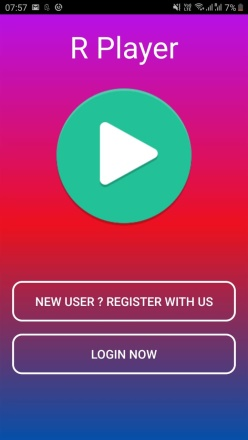 07:57
7%
R Player
NEW USER ? REGISTER WITH US
LOGIN NOW